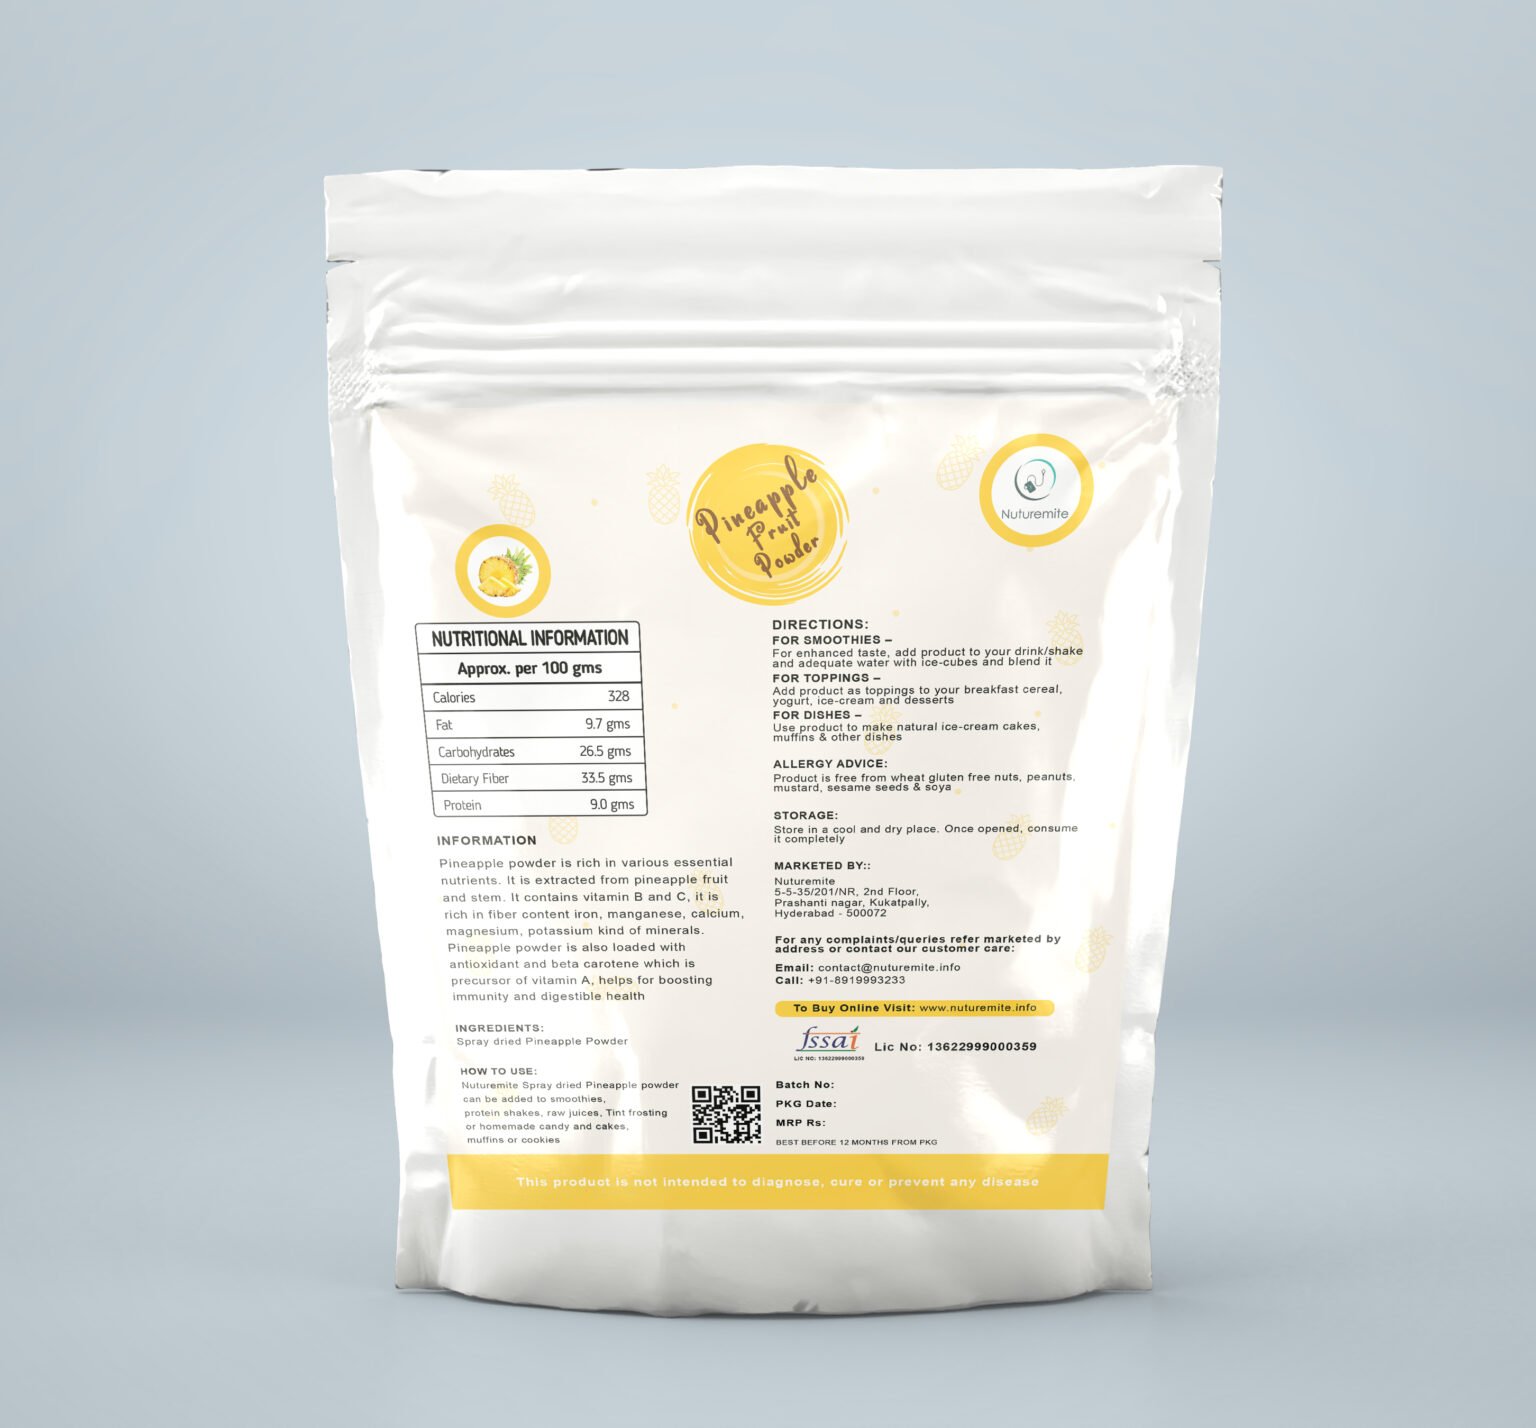 Pineapple
Fruit
Powder
Nuturemite
NUTRITIONAL INFORMATION
Approx. per 100 gms
Calories 328
Fat 9.7 gms
Carbohydrates 26.5 gms
Dietary Fiber 33.5 gms
Protein 9.0 gms
INFORMATION
Pineapple powder is rich in various essential
nutrients. It is extracted from pineapple fruit
and stem. It contains vitamin B and C, it is
rich in fiber content iron, manganese, calcium,
magnesium, potassium kind of minerals.
Pineapple powder is also loaded with
antioxidant and beta carotene which is
precursor of vitamin A, helps for boosting
immunity and digestible health
INGREDIENTS:
Spray dried Pineapple Powder
HOW TO USE:
Nuturemite Spray dried Pineapple powder
can be added to smoothies,
protein shakes, raw juices, Tint frosting
or homemade candy and cakes,
muffins or cookies
DIRECTIONS:
FOR SMOOTHIES –
For enhanced taste, add product to your drink/shake
and adequate water with ice-cubes and blend it
FOR TOPPINGS –
Add product as toppings to your breakfast cereal,
yogurt, ice-cream and desserts
FOR DISHES –
Use product to make natural ice-cream cakes,
muffins & other dishes
ALLERGY ADVICE:
Product is free from wheat gluten free nuts, peanuts,
mustard, sesame seeds & soya
STORAGE:
Store in a cool and dry place. Once opened, consume
it completely
MARKETED BY::
Nuturemite
5-5-35/201/NR, 2nd Floor,
Prashanti nagar, Kukatpally,
Hyderabad - 500072
For any complaints/queries refer marketed by
address or contact our customer care:
Email: contact@nuturemite.info
Call: +91-8919993233
To Buy Online Visit: www.nuturemite.info
fssai
LIC NO: 13622999000359
Lic No: 13622999000359
Batch No:
PKG Date:
MRP Rs:
BEST BEFORE 12 MONTHS FROM PKG
This product is not intended to diagnose, cure or prevent any disease